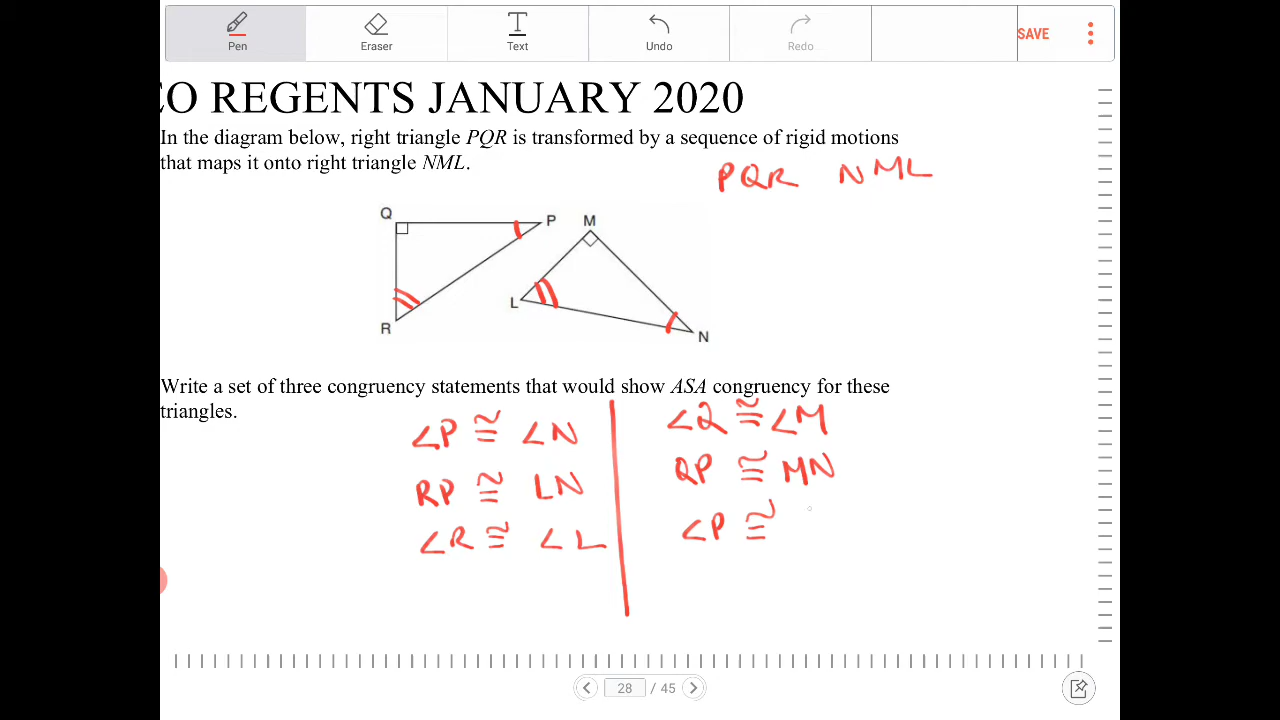 Pen
Eraser
Text
Undo
Redo
SAVE
EO REGENTS JANUARY 2020
In the diagram below, right triangle PQR is transformed by a sequence of rigid motions
that maps it onto right triangle NML.
PQR NML
Q
P
M
L
R
N
Write a set of three congruency statements that would show ASA congruency for these
triangles.
∠P ≅ ∠N
RP ≅ LN
∠R ≅ ∠L
∠Q ≅ ∠M
QP ≅ MN
∠P ≅
28 / 45